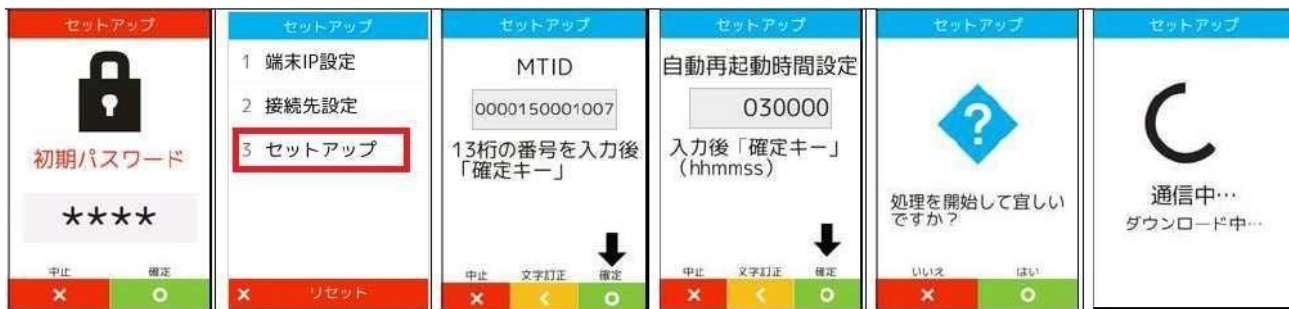 セットアップ
初期パスワード
****
中止 確定
× ○
セットアップ
1 端末IP設定
2 接続先設定
3 セットアップ
× リセット
セットアップ
MTID
0000150001007
13桁の番号を入力後
「確定キー」
中止 文字訂正 確定
× < ○
セットアップ
自動再起動時間設定
030000
入力後「確定キー」
(hhmmss)
中止 文字訂正 確定
× < ○
セットアップ
?
処理を開始して宜しい
ですか?
いいえ はい
× ○
セットアップ
通信中…
ダウンロード中…